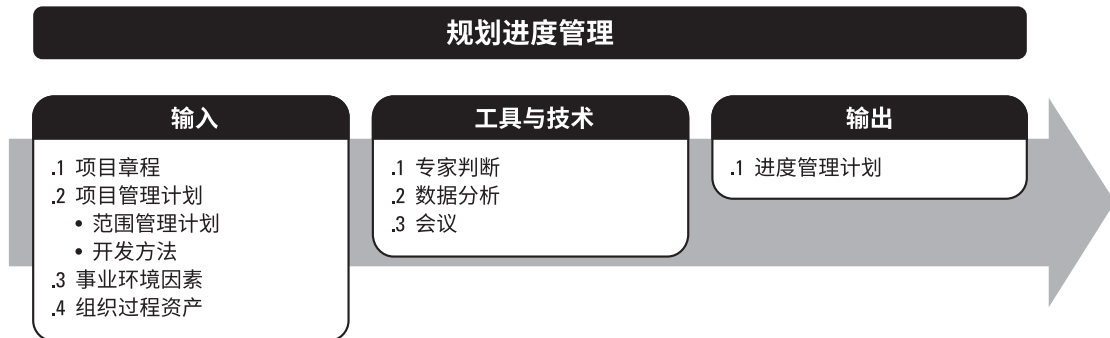 规划进度管理
输入
.1 项目章程
.2 项目管理计划
• 范围管理计划
• 开发方法
.3 事业环境因素
.4 组织过程资产
工具与技术
.1 专家判断
.2 数据分析
.3 会议
输出
.1 进度管理计划